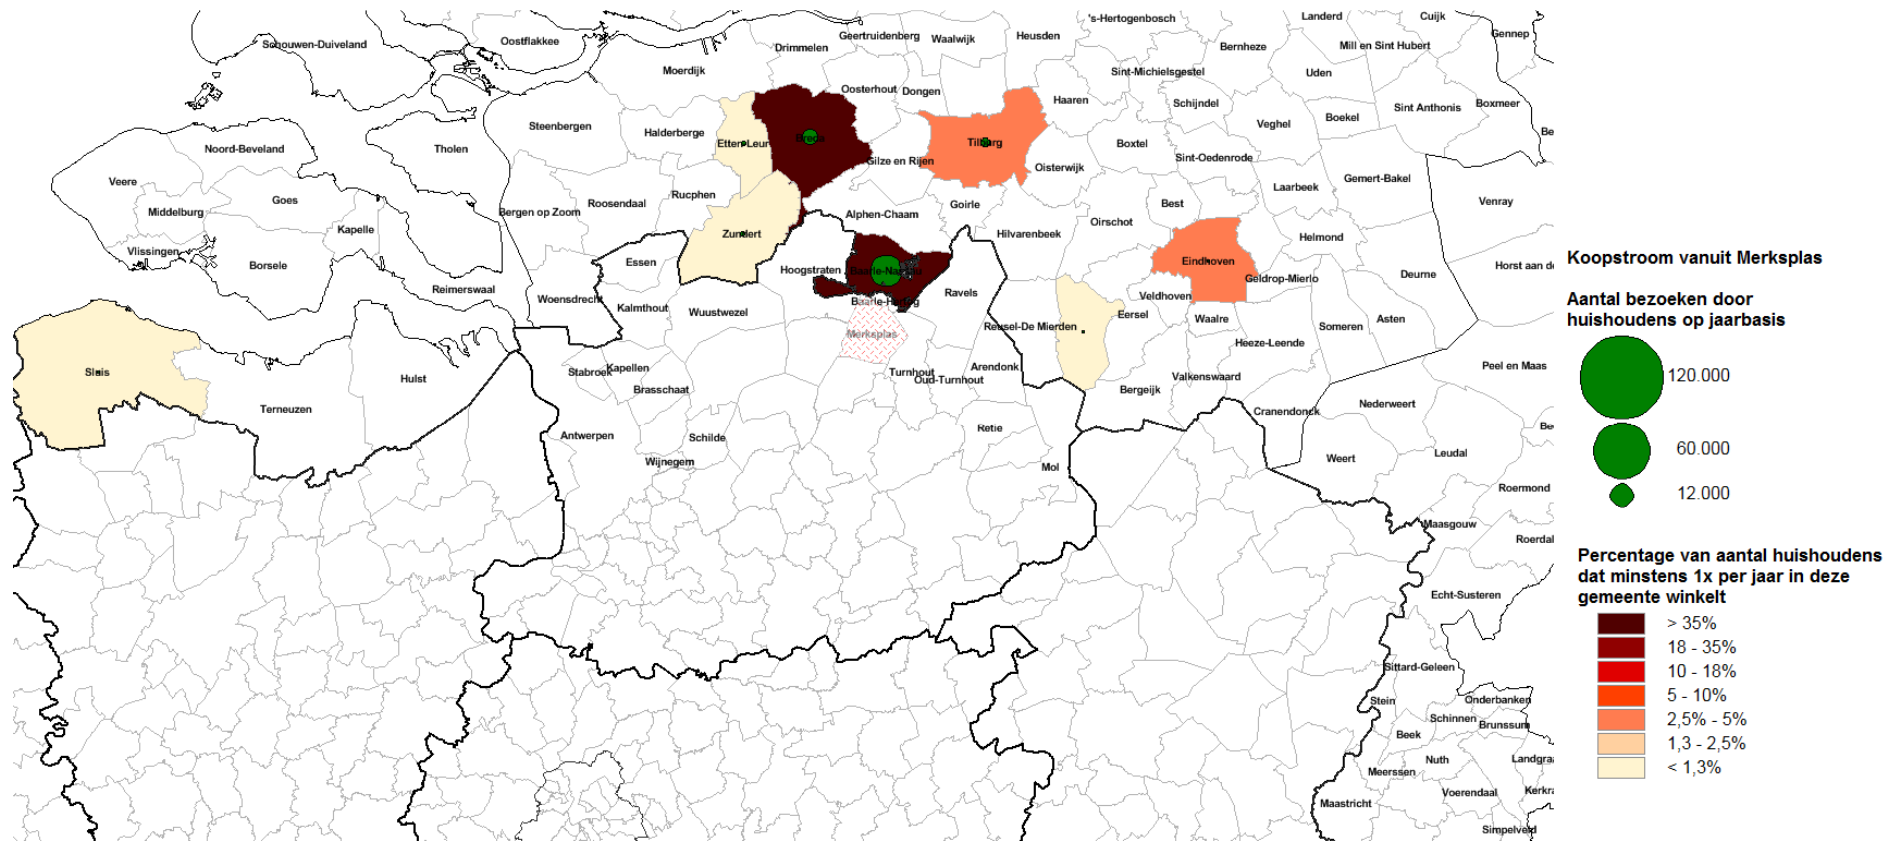 's-Hertogenbosch
Landerd
Cuijk
Schouwen-Duiveland
Oostflakkee
Geertruidenberg
Waalwijk
Heusden
Gennep
Drimmelen
Bernheze
Mill en Sint Hubert
Moerdijk
Sint-Michielsgestel
Uden
Oosterhout
Dongen
Haaren
Schijndel
Sint Anthonis
Boxmeer
Steenbergen
Halderberge
Etten-Leur
Breda
Tilburg
Boxtel
Veghel
Boekel
Be
Noord-Beveland
Tholen
Gilze en Rijen
Oisterwijk
Sint-Oedenrode
Veere
Goes
Rucphen
Roosendaal
Laarbeek
Gemert-Bakel
Middelburg
Bergen op Zoom
Alphen-Chaam
Goirle
Best
Venray
Kapelle
Zundert
Hilvarenbeek
Oirschot
Helmond
Vlissingen
Borsele
Essen
Hoogstraten
Baarle-Nassau
Eindhoven
Geldrop-Mierlo
Deurne
Horst aan de
Reimerswaal
Woensdrecht
Kalmthout
Wuustwezel
Baarle-Hertog
Ravels
Veldhoven
Eersel
Waalre
Asten
Merksplas
Reusel-De Mierden
Someren
Heeze-Leende
Sluis
Hulst
Stabroek
Kapellen
Brasschaat
Turnhout
Oud-Turnhout
Arendonk
Bergeijk
Valkenswaard
Peel en Maas
Terneuzen
Cranendonck
Nederweert
Antwerpen
Schilde
Retie
Be
Wijnegem
Mol
Weert
Leudal
Roermond
Maasgouw
Roerdal
Echt-Susteren
Sittard-Geleen
Stein
Onderbanken
Schinnen
Brunssum
Beek
Nuth
Landgra
Meerssen
Voerendaal
Kerkra
Maastricht
Simpelveld
Koopstroom vanuit Merksplas
Aantal bezoeken door
huishoudens op jaarbasis
120.000
60.000
12.000
Percentage van aantal huishoudens
dat minstens 1x per jaar in deze
gemeente winkelt
> 35%
18 - 35%
10 - 18%
5 - 10%
2,5% - 5%
1,3 - 2,5%
< 1,3%